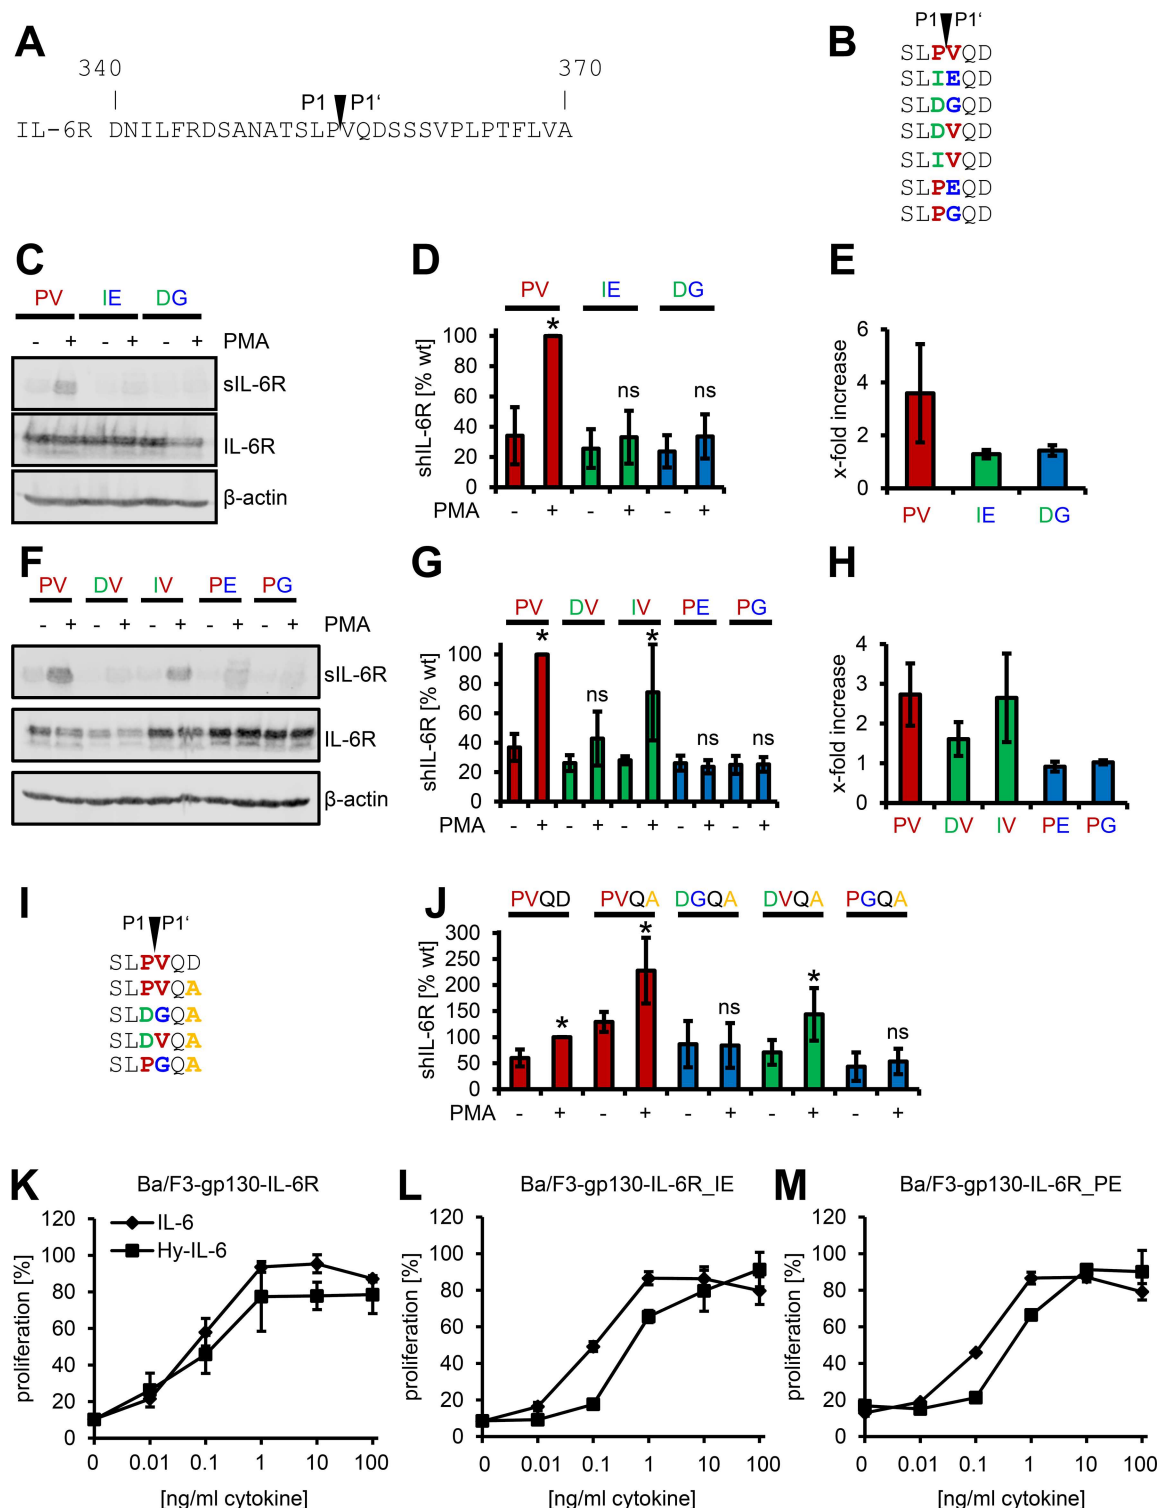 A
340 370
P1 P1‘
IL-6R DNILFRDSANATSLPVQDSSSVPLPTFLVA
B
P1 P1‘
SLPVQD
SLIEQD
SLDGQD
SLDVQD
SLIVQD
SLPEQD
SLPGQD
C
PV IE DG
- + - + - + PMA
sIL-6R
IL-6R
β-actin
D
PV IE DG
shIL-6R [% wt]
100
80
60
40
20
0
* ns ns
PMA - + - + - +
E
x-fold increase
6
4
2
0
PV IE DG
F
PV DV IV PE PG
- + - + - + - + - + PMA
sIL-6R
IL-6R
β-actin
G
PV DV IV PE PG
shIL-6R [% wt]
100
80
60
40
20
0
* ns * ns ns
PMA - + - + - + - + - +
H
x-fold increase
4
3
2
1
0
PV DV IV PE PG
I
P1 P1‘
SLPVQD
SLPVQA
SLDGQA
SLDVQA
SLPGQA
J
PVQD PVQA DGQA DVQA PGQA
shIL-6R [% wt]
300
250
200
150
100
50
0
* * ns * ns
PMA - + - + - + - + - +
K
Ba/F3-gp130-IL-6R
proliferation [%]
120
100
80
60
40
20
0
IL-6
Hy-IL-6
0 0.01 0.1 1 10 100
[ng/ml cytokine]
L
Ba/F3-gp130-IL-6R_IE
proliferation [%]
120
100
80
60
40
20
0
0 0.01 0.1 1 10 100
[ng/ml cytokine]
M
Ba/F3-gp130-IL-6R_PE
proliferation [%]
120
100
80
60
40
20
0
0 0.01 0.1 1 10 100
[ng/ml cytokine]